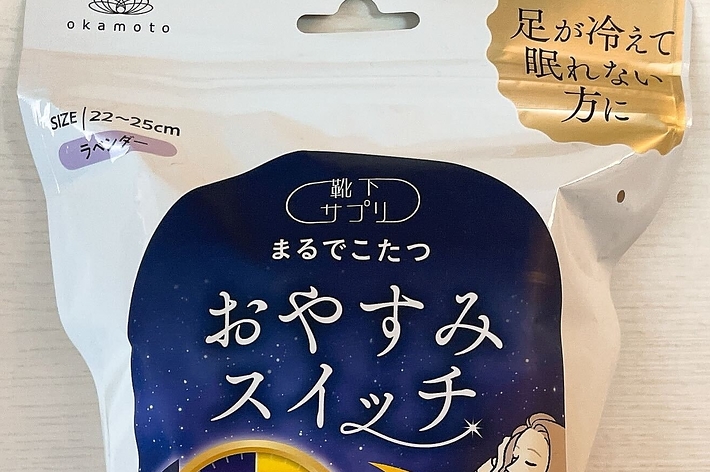 okamoto
足が冷えて
眠れない
方に
SIZE | 22〜25cm
ラベンダー
靴下
サプリ
まるでこたつ
おやすみ
スイッチ